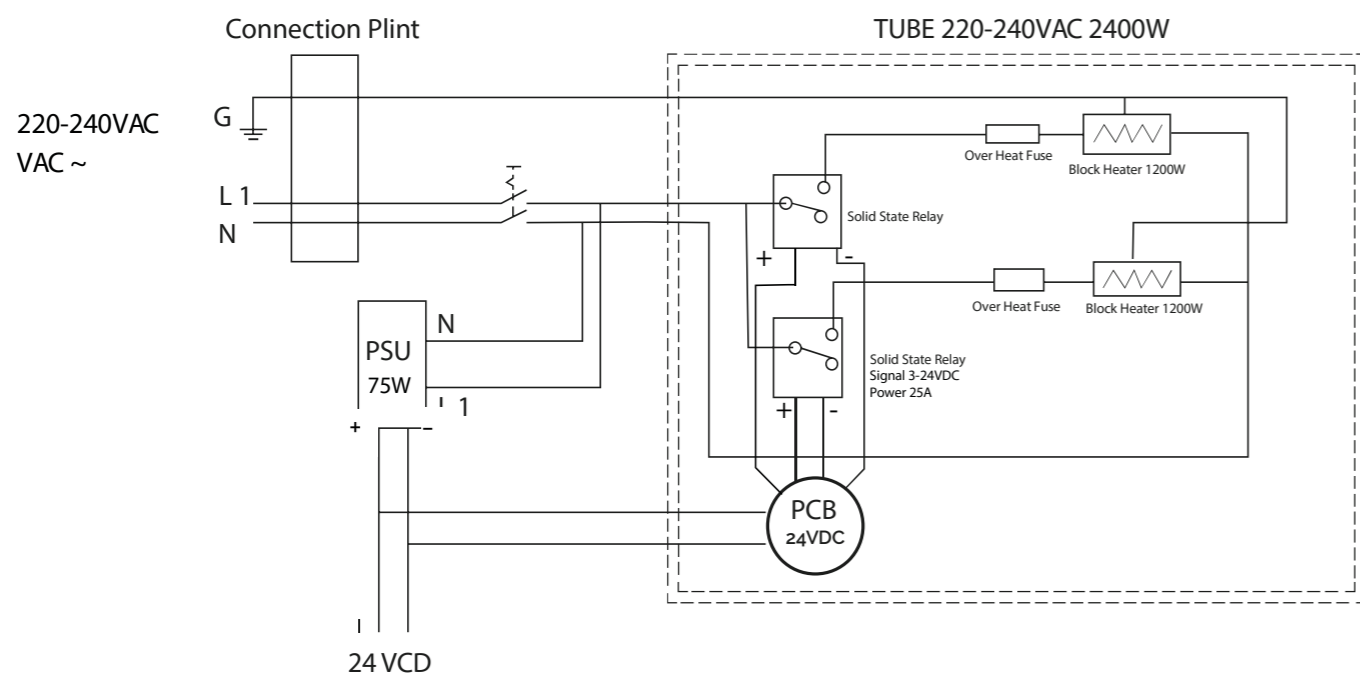 Connection Plint
TUBE 220-240VAC 2400W
220-240VAC
VAC ~
G
L 1
N
Over Heat Fuse
Block Heater 1200W
Solid State Relay
+ -
Over Heat Fuse
Block Heater 1200W
Solid State Relay
Signal 3-24VDC
Power 25A
+ -
N
PSU
75W
L 1
+ -
PCB
24VDC
24 VCD